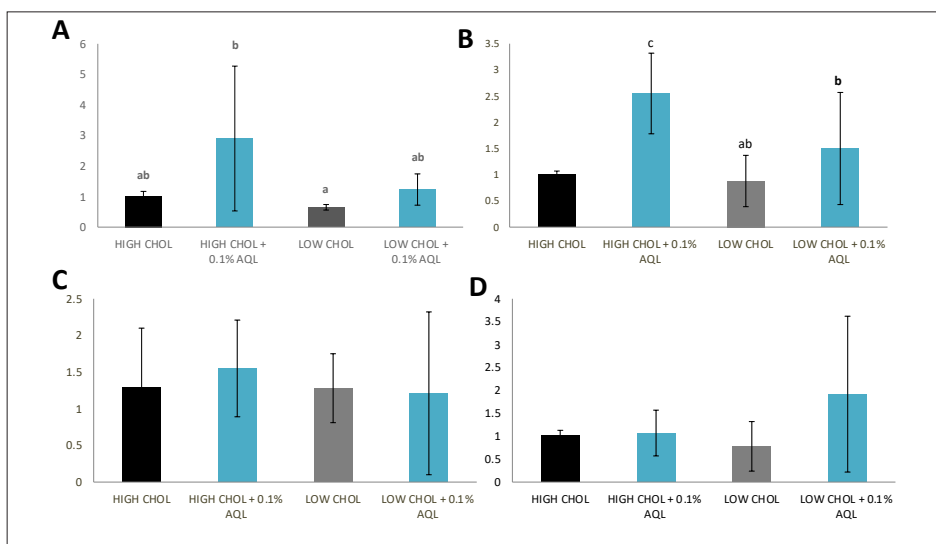 A
6
5
4
3
2
1
0
ab
b
a
ab
HIGH CHOL
HIGH CHOL +
0.1% AQL
LOW CHOL
LOW CHOL +
0.1% AQL
B
3.5
3
2.5
2
1.5
1
0.5
0
c
ab
b
HIGH CHOL
HIGH CHOL + 0.1%
AQL
LOW CHOL
LOW CHOL + 0.1%
AQL
C
2.5
2
1.5
1
0.5
0
HIGH CHOL
HIGH CHOL + 0.1%
AQL
LOW CHOL
LOW CHOL + 0.1%
AQL
D
4
3.5
3
2.5
2
1.5
1
0.5
0
HIGH CHOL
HIGH CHOL + 0.1%
AQL
LOW CHOL
LOW CHOL + 0.1%
AQL